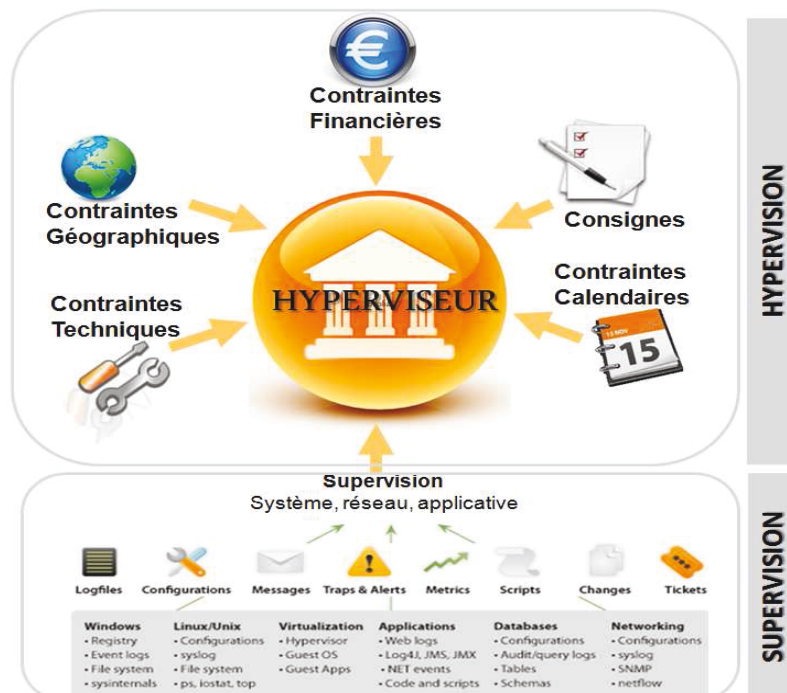 Contraintes
Financières
Contraintes
Géographiques
Consignes
Contraintes
Techniques
HYPERVISEUR
Contraintes
Calendaires
13 NOV
15
HYPERVISION
Supervision
Système, réseau, applicative
Logfiles Configurations Messages Traps & Alerts Metrics Scripts Changes Tickets
Windows
• Registry
• Event logs
• File system
• sysinternals
Linux/Unix
• Configurations
• syslog
• File system
• ps, iostat, top
Virtualization
• Hypervisor
• Guest OS
• Guest Apps
Applications
• Web logs
• Log4J, JMS, JMX
• .NET events
• Code and scripts
Databases
• Configurations
• Audit/query logs
• Tables
• Schemas
Networking
• Configurations
• syslog
• SNMP
• netflow
SUPERVISION